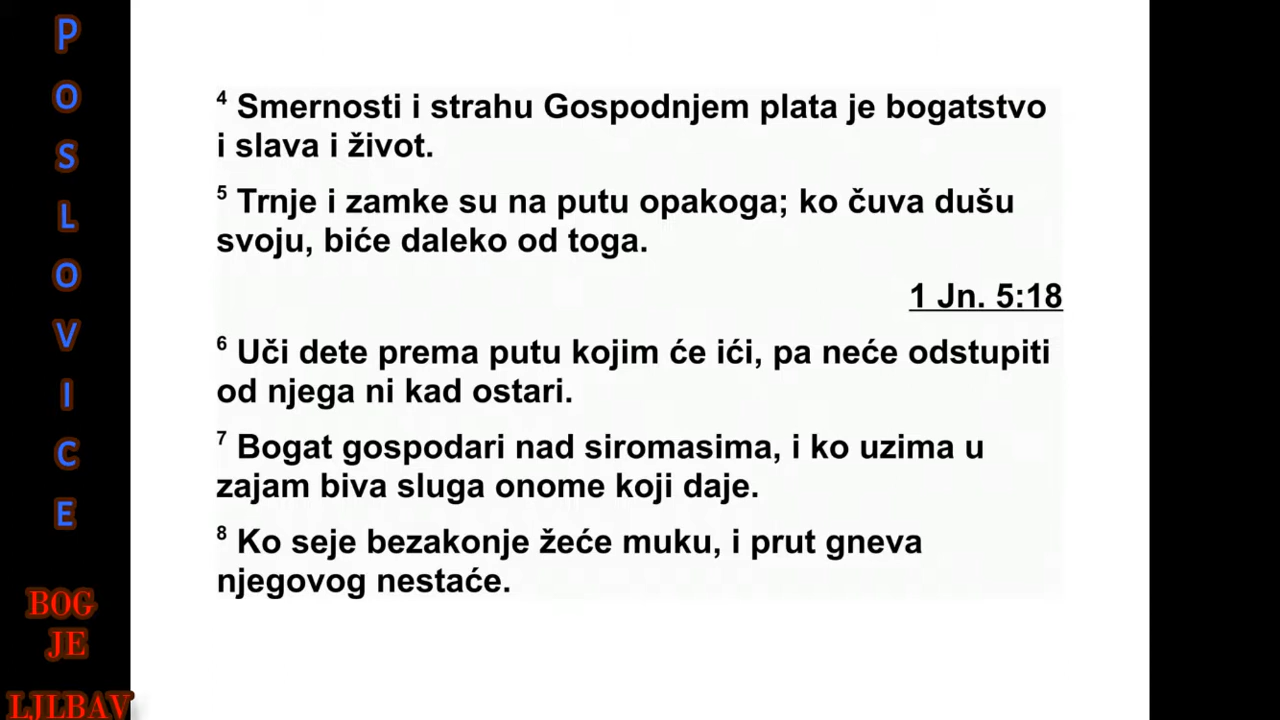 POSLOVICE
BOG
JE
LJLBAV
4 Smernosti i strahu Gospodnjem plata je bogatstvo
i slava i život.
5 Trnje i zamke su na putu opakoga; ko čuva dušu
svoju, biće daleko od toga.
1 Jn. 5:18
6 Uči dete prema putu kojim će ići, pa neće odstupiti
od njega ni kad ostari.
7 Bogat gospodari nad siromasima, i ko uzima u
zajam biva sluga onome koji daje.
8 Ko seje bezakonje žeće muku, i prut gneva
njegovog nestaće.